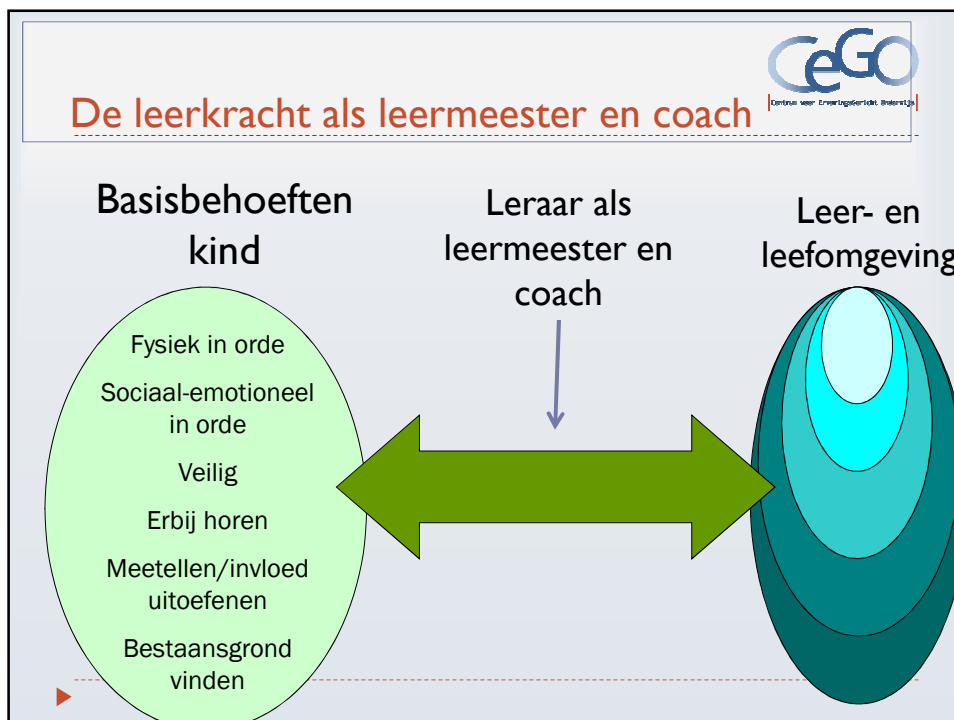 CeGO
Centrum voor ErvaringsGericht Onderwijs
De leerkracht als leermeester en coach
Basisbehoeften
kind
Fysiek in orde
Sociaal-emotioneel
in orde
Veilig
Erbij horen
Meetellen/invloed
uitoefenen
Bestaansgrond
vinden
Leraar als
leermeester en
coach
Leer- en
leefomgeving